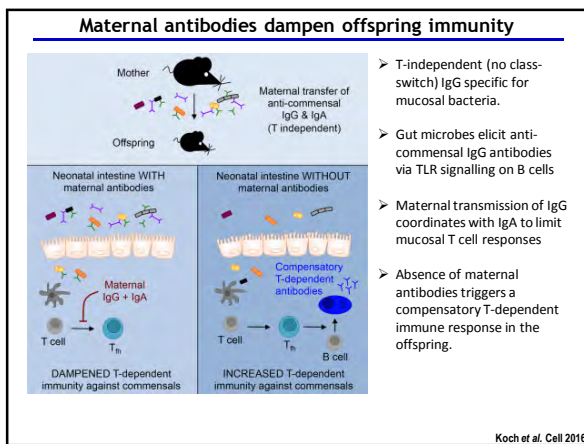 Maternal antibodies dampen offspring immunity
Mother
Maternal transfer of
anti-commensal
IgG & IgA
(T independent)
Offspring
Neonatal intestine WITH
maternal antibodies
Maternal
IgG + IgA
T cell
Tfh
DAMPENED T-dependent
immunity against commensals
Neonatal intestine WITHOUT
maternal antibodies
Compensatory
T-dependent
antibodies
T cell
Tfh
B cell
INCREASED T-dependent
immunity against commensals
➢ T-independent (no class-
switch) IgG specific for
mucosal bacteria.
➢ Gut microbes elicit anti-
commensal IgG antibodies
via TLR signalling on B cells
➢ Maternal transmission of IgG
coordinates with IgA to limit
mucosal T cell responses
➢ Absence of maternal
antibodies triggers a
compensatory T-dependent
immune response in the
offspring.
Koch et al. Cell 2016